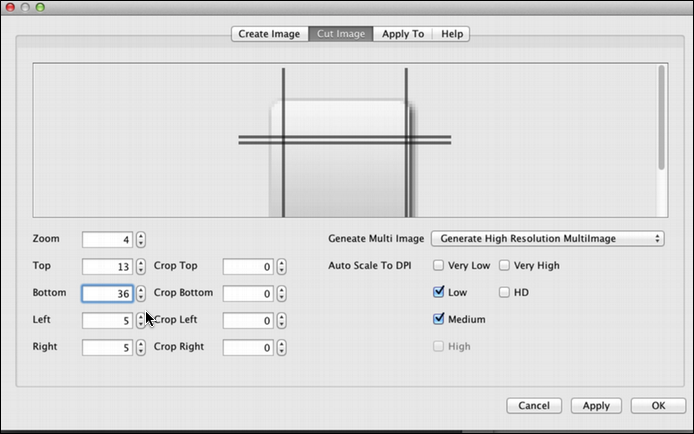 Create Image Cut Image Apply To Help
Zoom 4 Geneate Multi Image Generate High Resolution MultiImage
Top 13 Crop Top 0 Auto Scale To DPI Very Low Very High
Bottom 36 Crop Bottom 0 Low HD
Left 5 Crop Left 0 Medium
Right 5 Crop Right 0 High
Cancel Apply OK